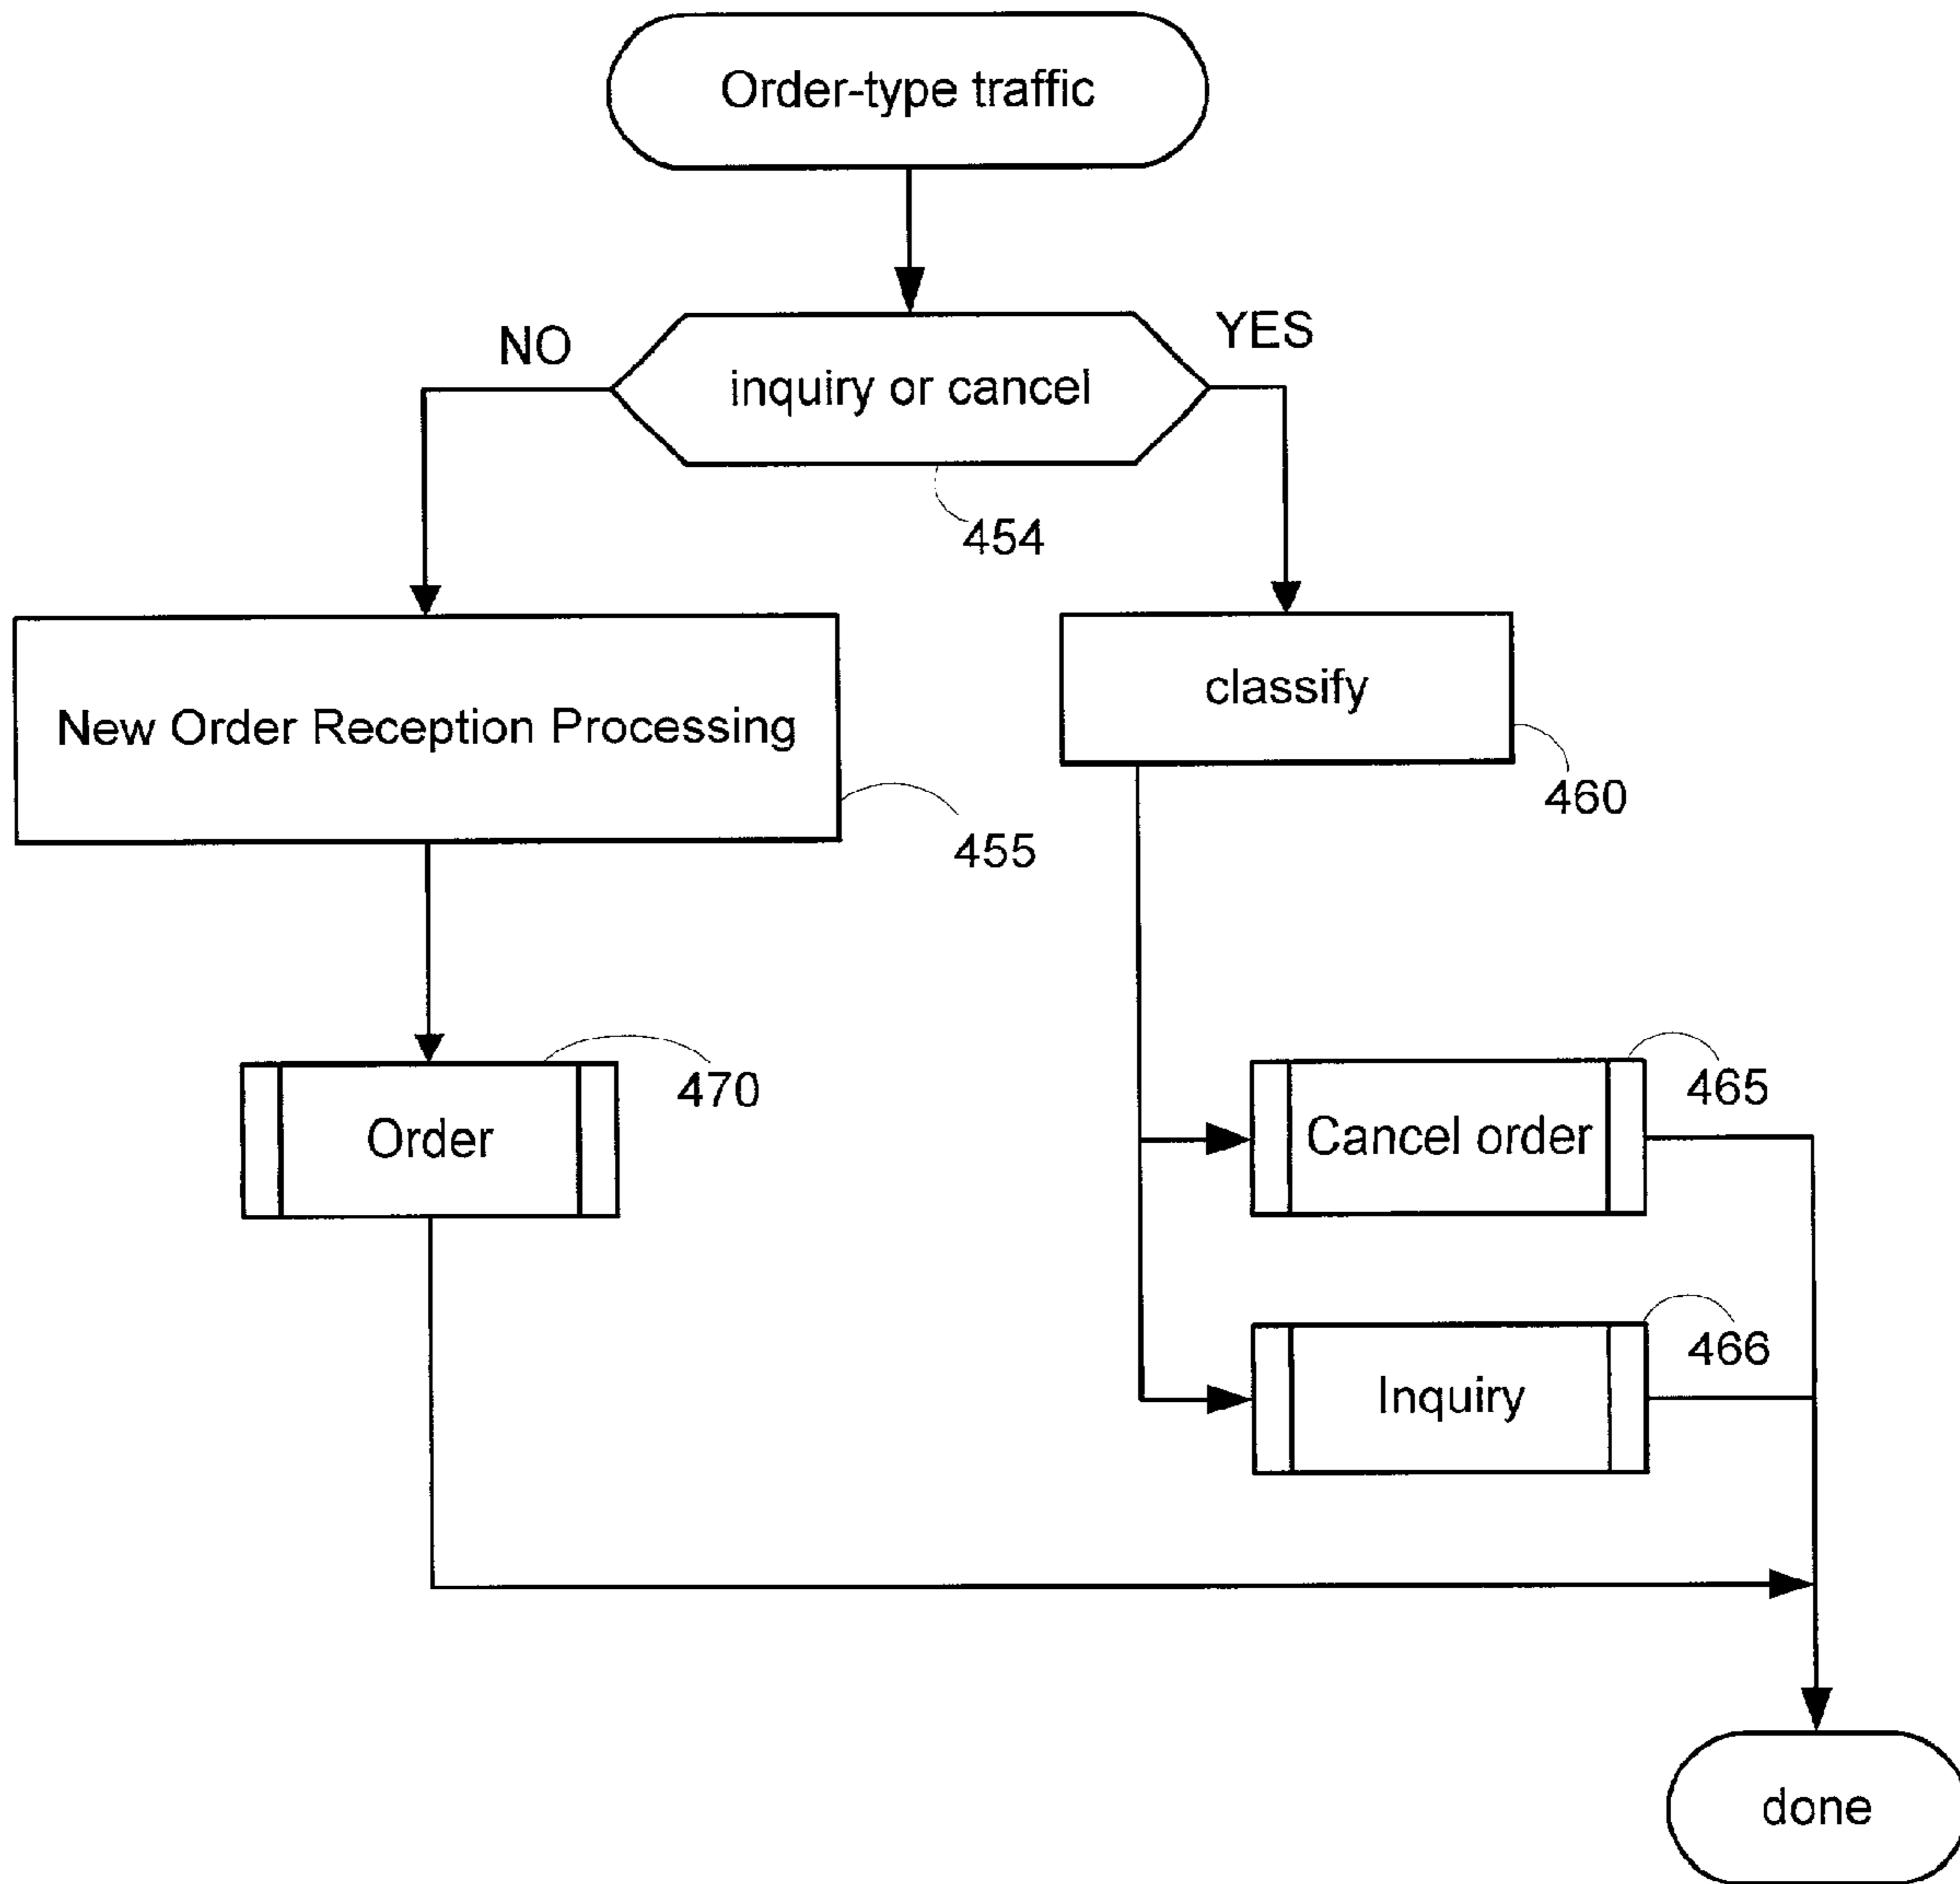 Order-type traffic
NO
YES
inquiry or cancel
454
New Order Reception Processing
455
classify
460
Order
470
Cancel order
465
Inquiry
466
done